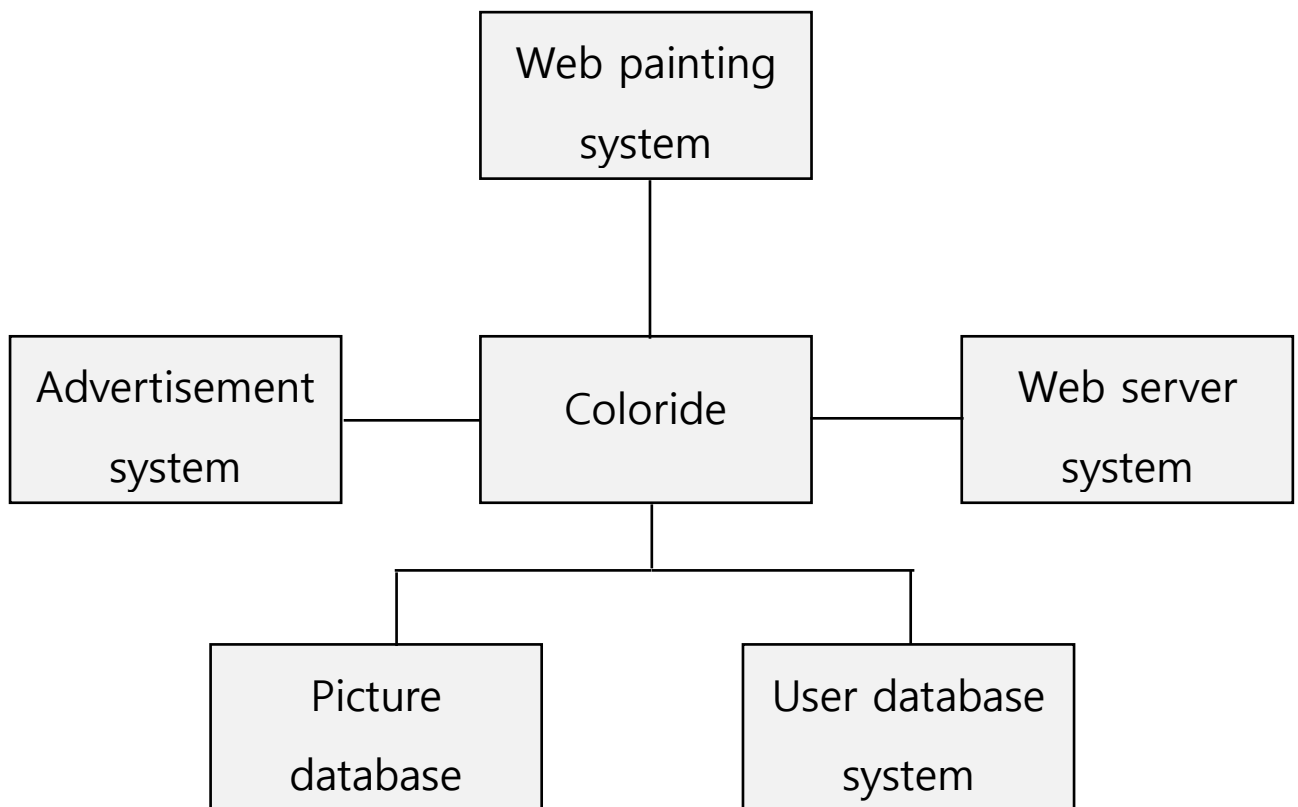 Web painting
system
Advertisement
system
Coloride
Web server
system
Picture
database
User database
system